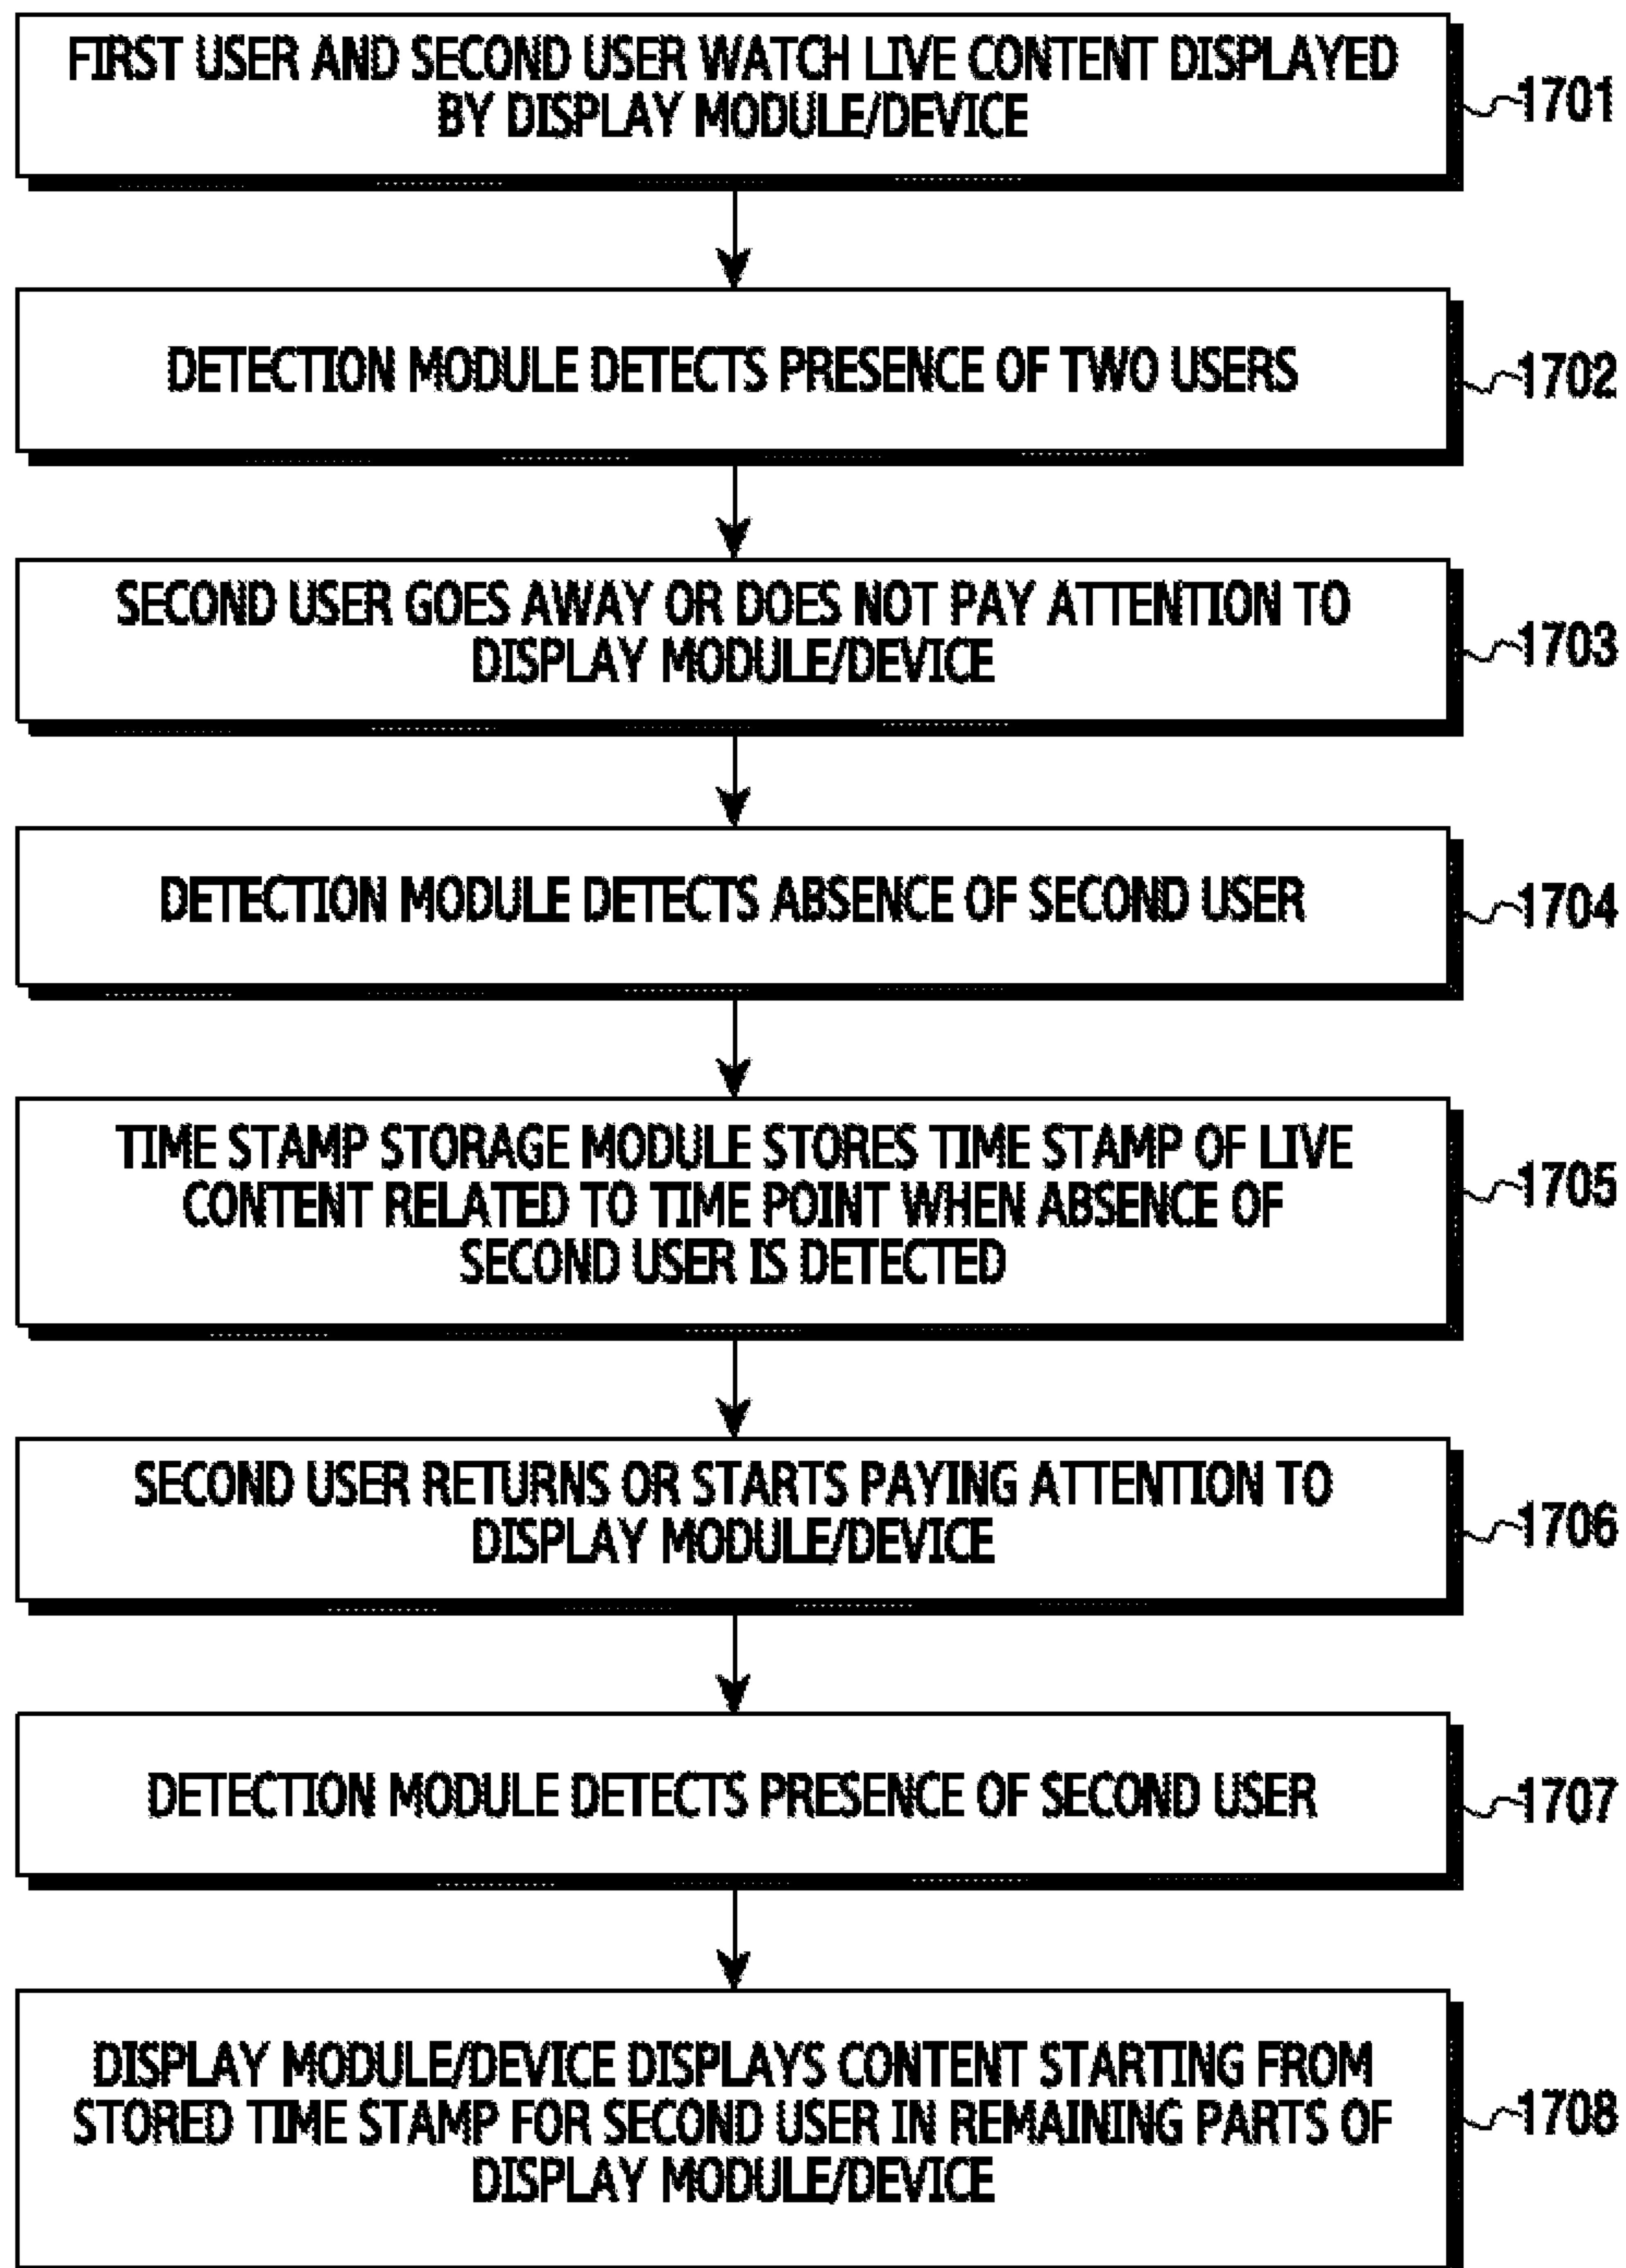 FIRST USER AND SECOND USER WATCH LIVE CONTENT DISPLAYED
BY DISPLAY MODULE/DEVICE
1701
DETECTION MODULE DETECTS PRESENCE OF TWO USERS
1702
SECOND USER GOES AWAY OR DOES NOT PAY ATTENTION TO
DISPLAY MODULE/DEVICE
1703
DETECTION MODULE DETECTS ABSENCE OF SECOND USER
1704
TIME STAMP STORAGE MODULE STORES TIME STAMP OF LIVE
CONTENT RELATED TO TIME POINT WHEN ABSENCE OF
SECOND USER IS DETECTED
1705
SECOND USER RETURNS OR STARTS PAYING ATTENTION TO
DISPLAY MODULE/DEVICE
1706
DETECTION MODULE DETECTS PRESENCE OF SECOND USER
1707
DISPLAY MODULE/DEVICE DISPLAYS CONTENT STARTING FROM
STORED TIME STAMP FOR SECOND USER IN REMAINING PARTS OF
DISPLAY MODULE/DEVICE
1708